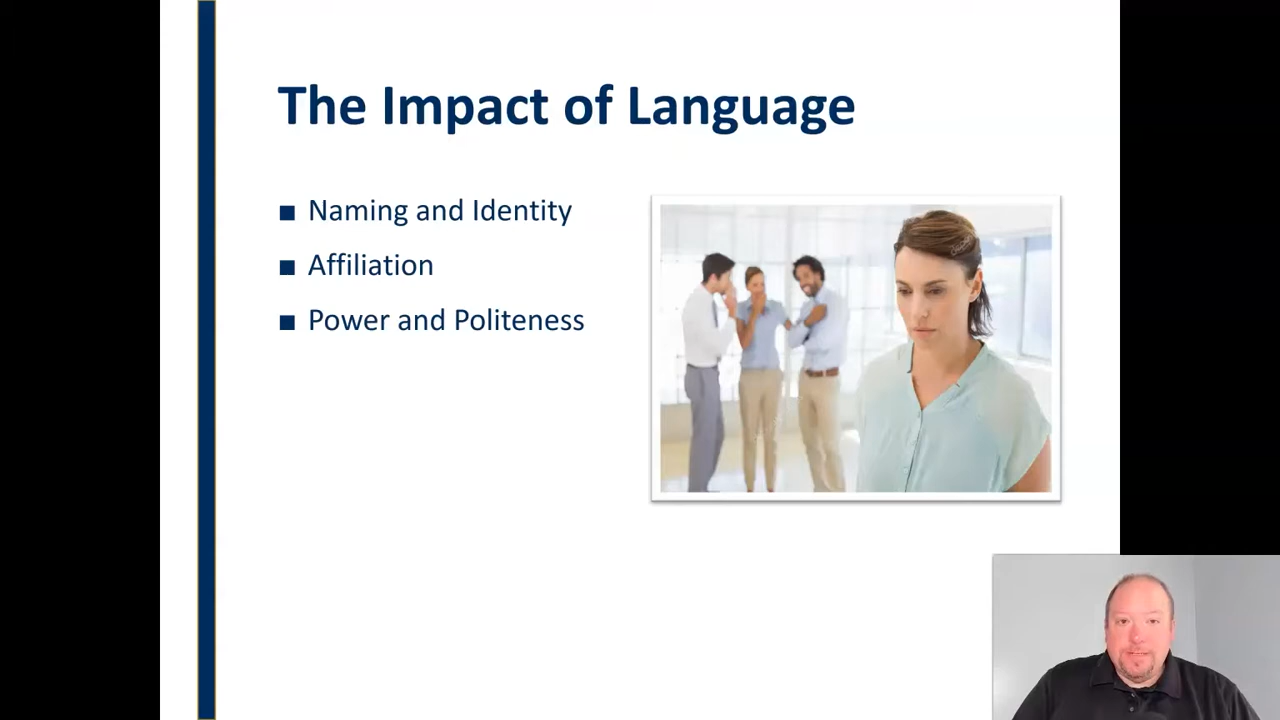 The Impact of Language
■ Naming and Identity
■ Affiliation
■ Power and Politeness